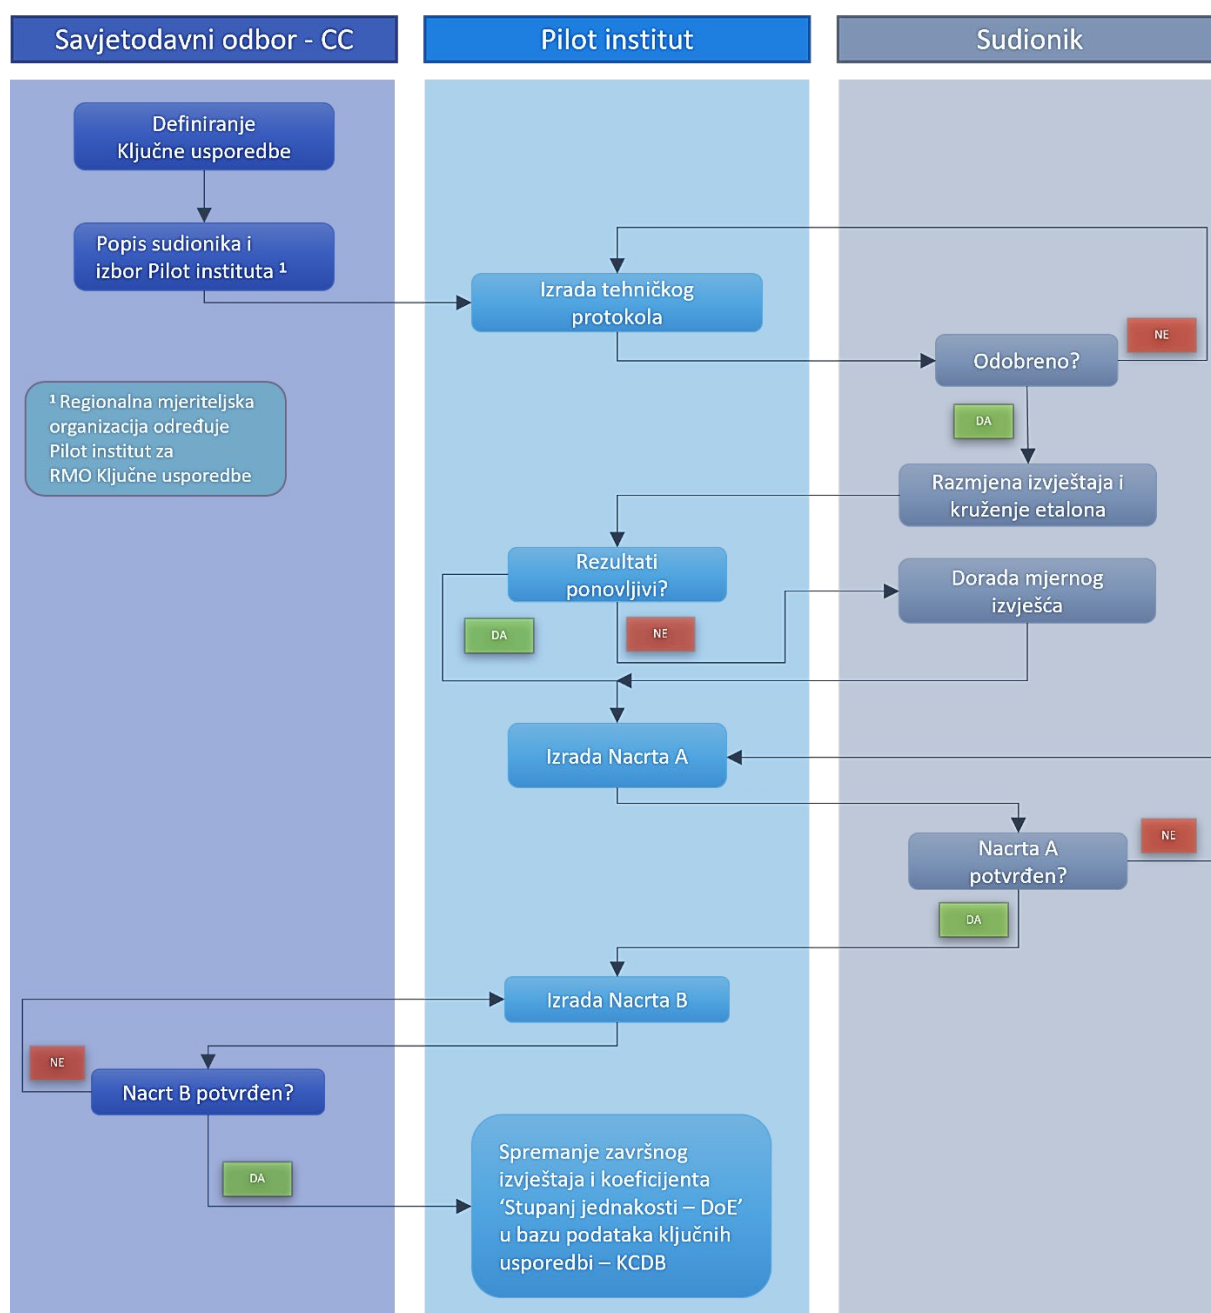 Savjetodavni odbor - CC
Pilot institut
Sudionik
Definiranje
Ključne usporedbe
Popis sudionika i
izbor Pilot instituta ¹
Izrada tehničkog
protokola
NE
Odobreno?
¹ Regionalna mjeriteljska
organizacija određuje
Pilot institut za
RMO Ključne usporedbe
DA
Razmjena izvještaja i
kruženje etalona
Rezultati
ponovljivi?
Dorada mjernog
izvješća
DA
NE
Izrada Nacrta A
NE
Nacrta A
potvrđen?
DA
Izrada Nacrta B
NE
Nacrt B potvrđen?
DA
Spremanje završnog
izvještaja i koeficijenta
‘Stupanj jednakosti – DoE’
u bazu podataka ključnih
usporedbi – KCDB